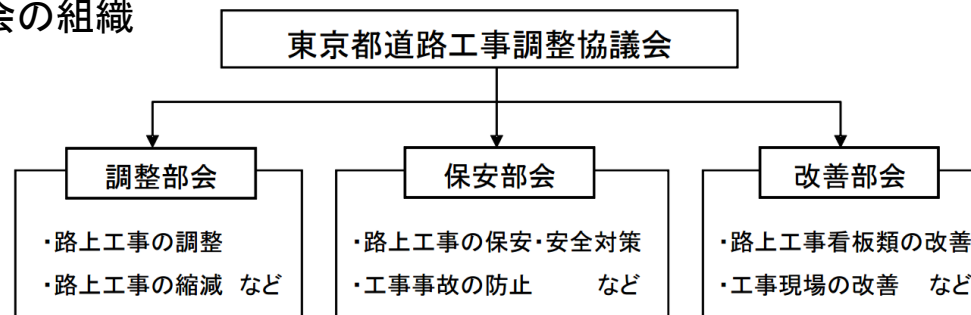 会の組織
東京都道路工事調整協議会
調整部会
・路上工事の調整
・路上工事の縮減 など
保安部会
・路上工事の保安・安全対策
・工事事故の防止 など
改善部会
・路上工事看板類の改善
・工事現場の改善 など